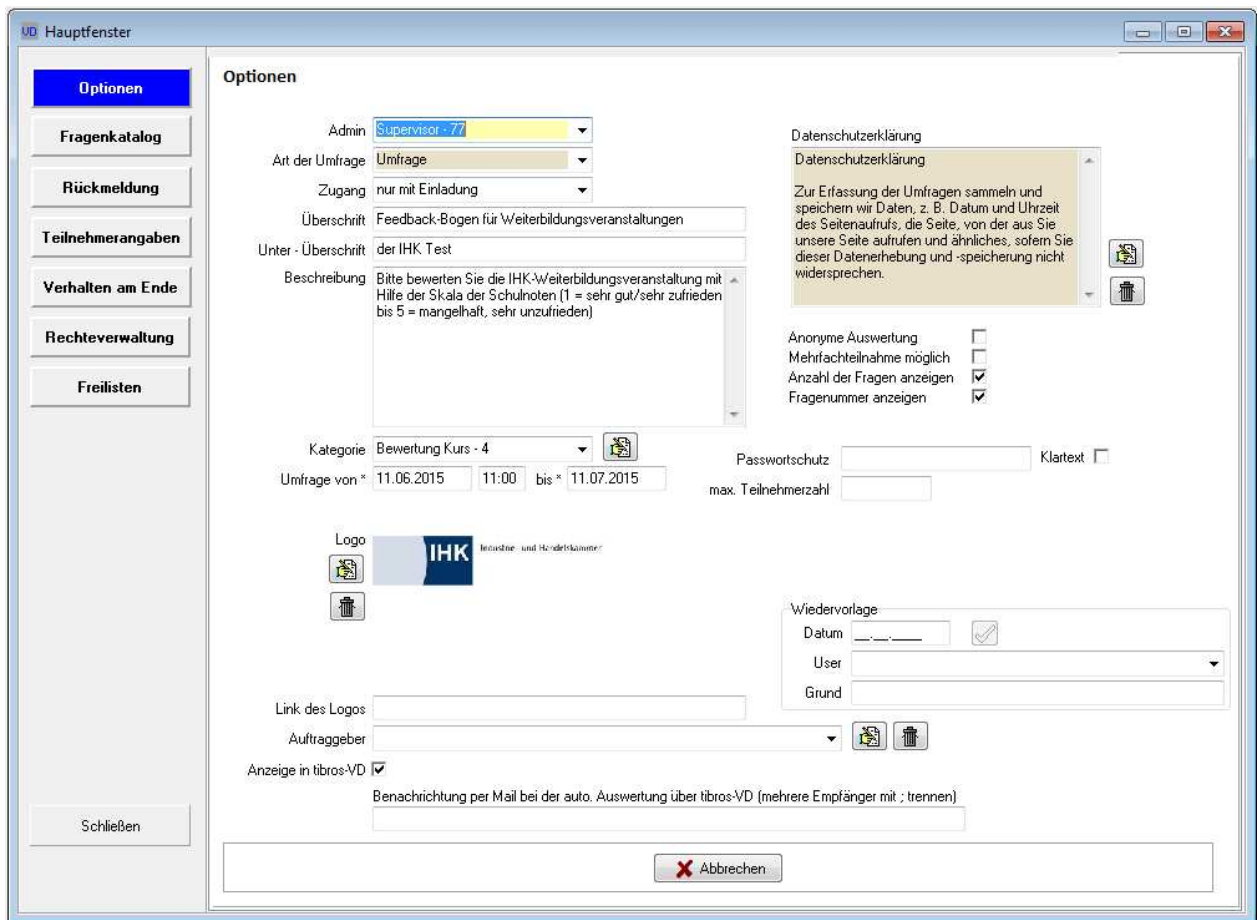 VD Hauptfenster
Optionen
Fragenkatalog
Rückmeldung
Teilnehmerangaben
Verhalten am Ende
Rechteverwaltung
Freilisten
Schließen
Optionen
Admin Supervisor - 77
Art der Umfrage Umfrage
Zugang nur mit Einladung
Überschrift Feedback-Bogen für Weiterbildungsveranstaltungen
Unter - Überschrift der IHK Test
Beschreibung Bitte bewerten Sie die IHK-Weiterbildungsveranstaltung mit
Hilfe der Skala der Schulnoten (1 = sehr gut/sehr zufrieden
bis 5 = mangelhaft, sehr unzufrieden)
Datenschutzerklärung
Datenschutzerklärung
Zur Erfassung der Umfragen sammeln und
speichern wir Daten, z. B. Datum und Uhrzeit
des Seitenaufrufs, die Seite, von der aus Sie
unsere Seite aufrufen und ähnliches, sofern Sie
dieser Datenerhebung und -speicherung nicht
widersprechen.
Anonyme Auswertung
Mehrfachteilnahme möglich
Anzahl der Fragen anzeigen
Fragenummer anzeigen
Kategorie Bewertung Kurs - 4
Umfrage von * 11.06.2015 11:00 bis * 11.07.2015
Passwortschutz Klartext
max. Teilnehmerzahl
Logo
IHK Industrie- und Handelskammer
Wiedervorlage
Datum __.__.____
User
Grund
Link des Logos
Auftraggeber
Anzeige in tibros-VD
Benachrichtung per Mail bei der auto. Auswertung über tibros-VD (mehrere Empfänger mit ; trennen)
Abbrechen